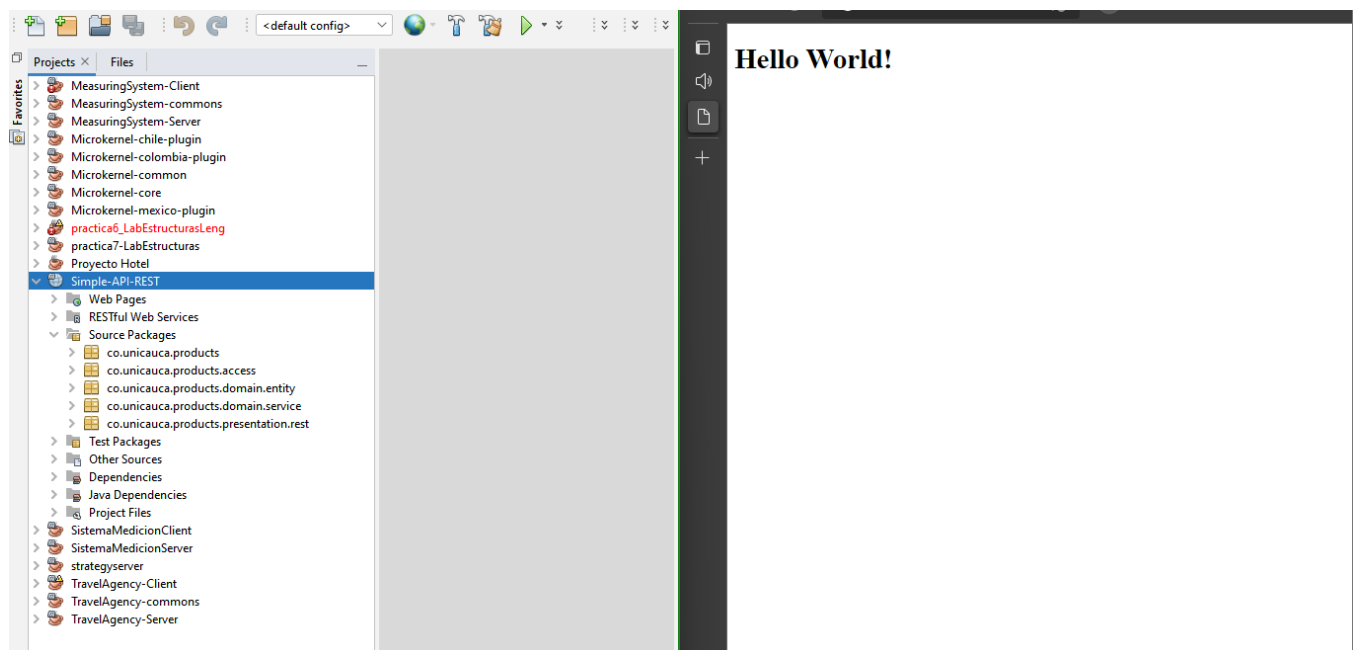 <default config>
Projects
Files
Favorites
MeasuringSystem-Client
MeasuringSystem-commons
MeasuringSystem-Server
Microkernel-chile-plugin
Microkernel-colombia-plugin
Microkernel-common
Microkernel-core
Microkernel-mexico-plugin
practica6_LabEstructurasLeng
practica7-LabEstructuras
Proyecto Hotel
Simple-API-REST
Web Pages
RESTful Web Services
Source Packages
co.unicauca.products
co.unicauca.products.access
co.unicauca.products.domain.entity
co.unicauca.products.domain.service
co.unicauca.products.presentation.rest
Test Packages
Other Sources
Dependencies
Java Dependencies
Project Files
SistemaMedicionClient
SistemaMedicionServer
strategyserver
TravelAgency-Client
TravelAgency-commons
TravelAgency-Server
Hello World!